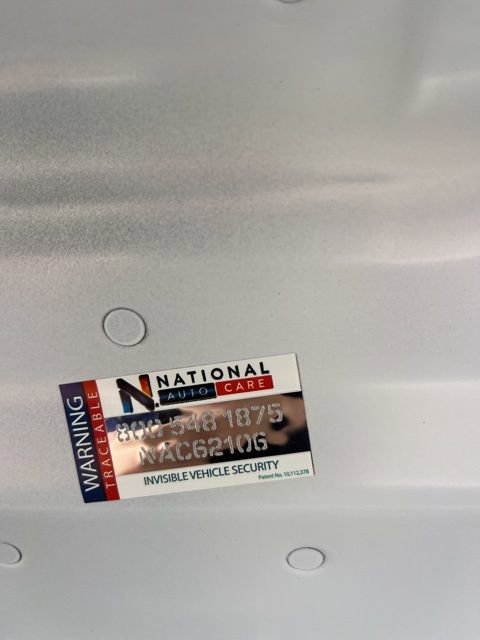 WARNING
TRACEABLE
N. NATIONAL
AUTO CARE
800 548 1875
NAC62106
INVISIBLE VEHICLE SECURITY
Patent No. 10,112,378